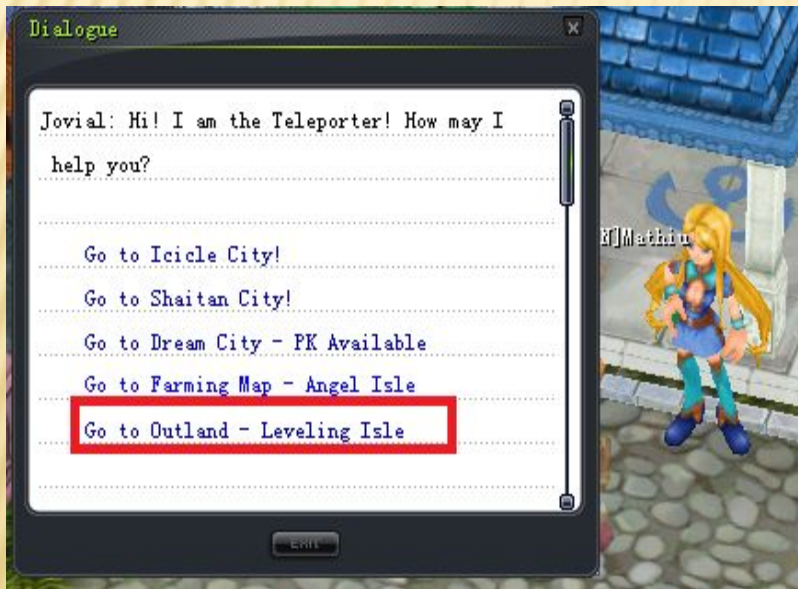 Dialogue
Jovial: Hi! I am the Teleporter! How may I
help you?
Go to Icicle City!
Go to Shaitan City!
Go to Dream City - PK Available
Go to Farming Map - Angel Isle
Go to Outland - Leveling Isle
N]Mathiu
EXIT